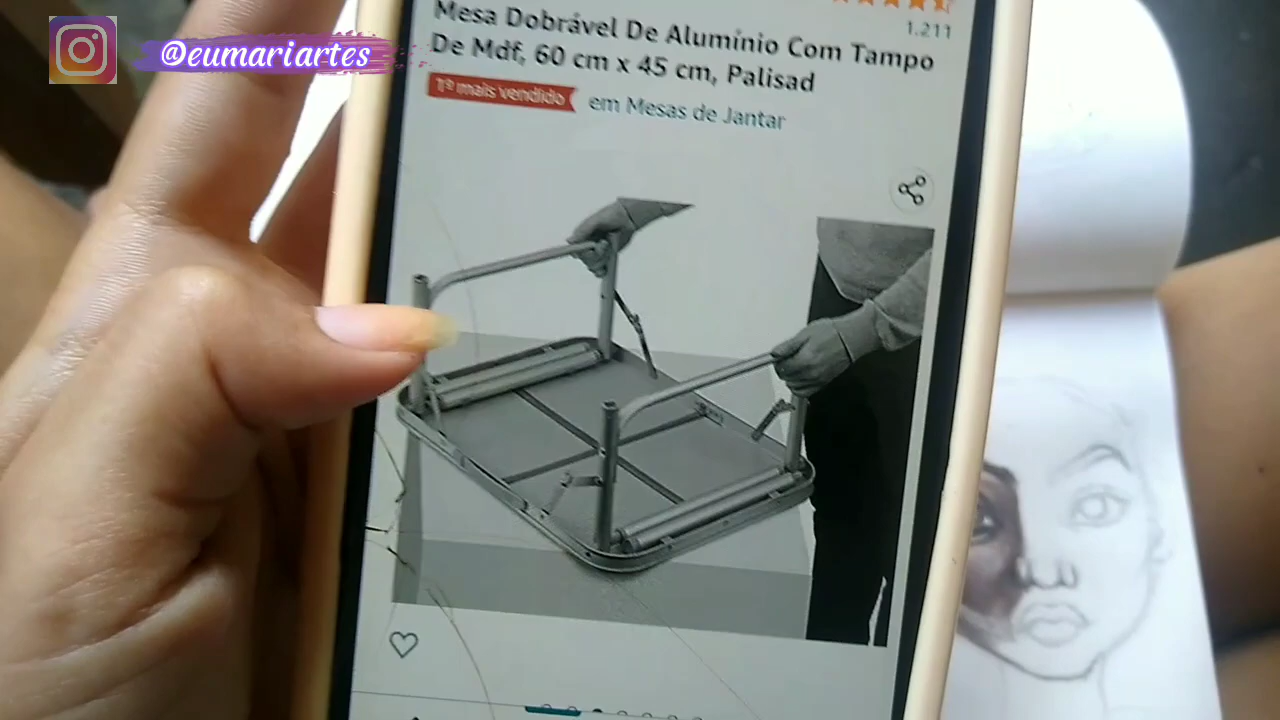 @eumariartes
1.211
Mesa Dobrável De Alumínio Com Tampo
De Mdf, 60 cm x 45 cm, Palisad
1º mais vendido em Mesas de Jantar